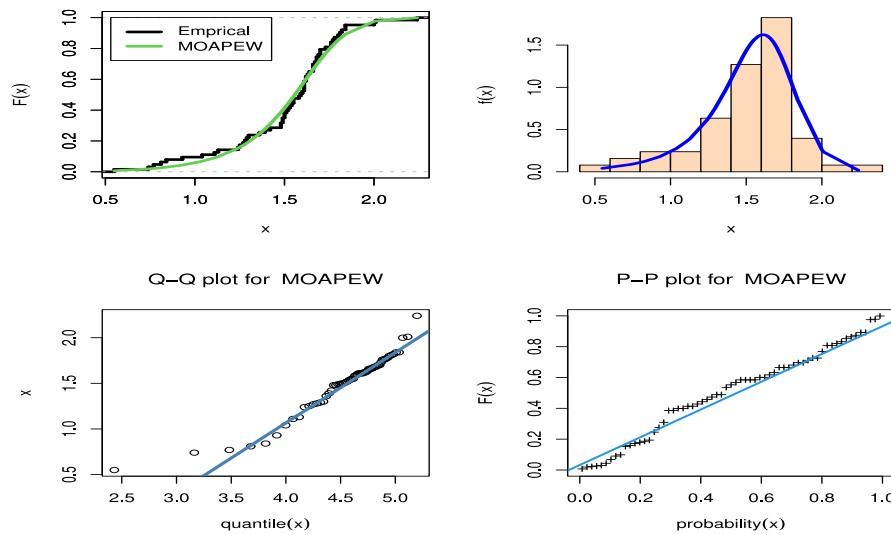 Emprical
MOAPEW
F(x)
0.0 0.2 0.4 0.6 0.8 1.0
0.5 1.0 1.5 2.0
x
f(x)
0.0 0.5 1.0 1.5
0.5 1.0 1.5 2.0
x
Q−Q plot for MOAPEW
x
0.5 1.0 1.5 2.0
2.5 3.0 3.5 4.0 4.5 5.0
quantile(x)
P−P plot for MOAPEW
F(x)
0.0 0.2 0.4 0.6 0.8 1.0
0.0 0.2 0.4 0.6 0.8 1.0
probability(x)